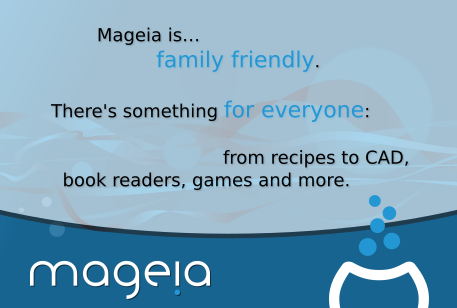 Mageia is...
family friendly.
There's something for everyone:
from recipes to CAD,
book readers, games and more.
mageia